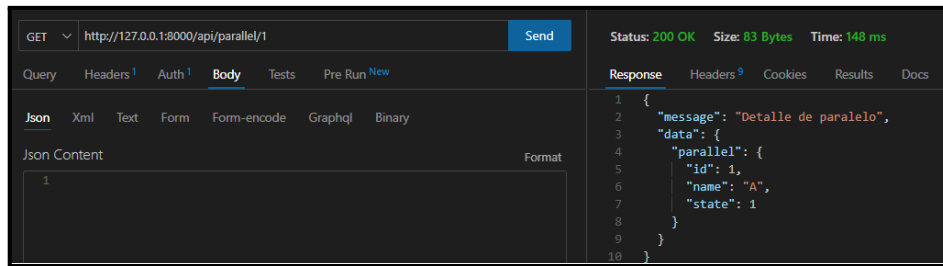 GET http://127.0.0.1:8000/api/parallel/1 Send
Query Headers 1 Auth 1 Body Tests Pre Run New
Json Xml Text Form Form-encode Graphql Binary
Json Content Format
1
Status: 200 OK Size: 83 Bytes Time: 148 ms
Response Headers 9 Cookies Results Docs
1 {
2 "message": "Detalle de paralelo",
3 "data": {
4 "parallel": {
5 "id": 1,
6 "name": "A",
7 "state": 1
8 }
9 }
10 }